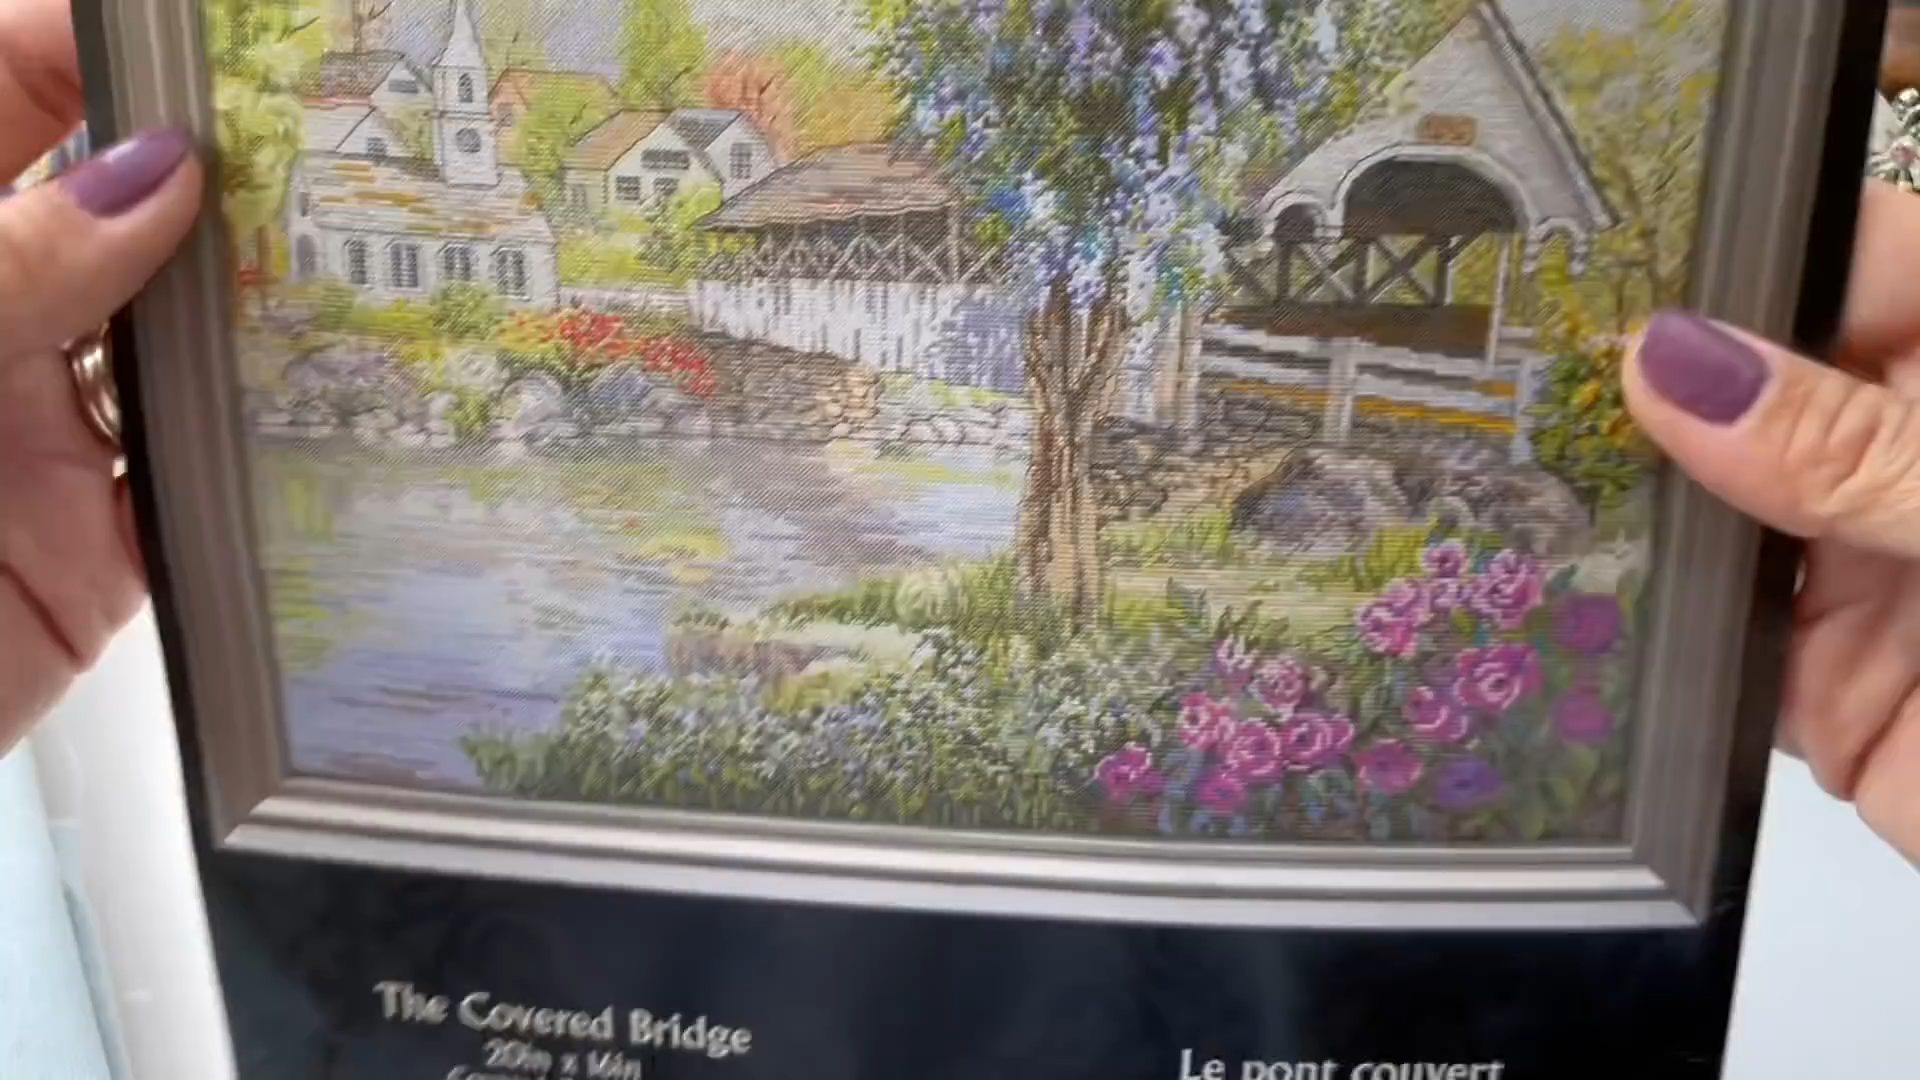 The Covered Bridge
20in x 16in
Le pont couvert